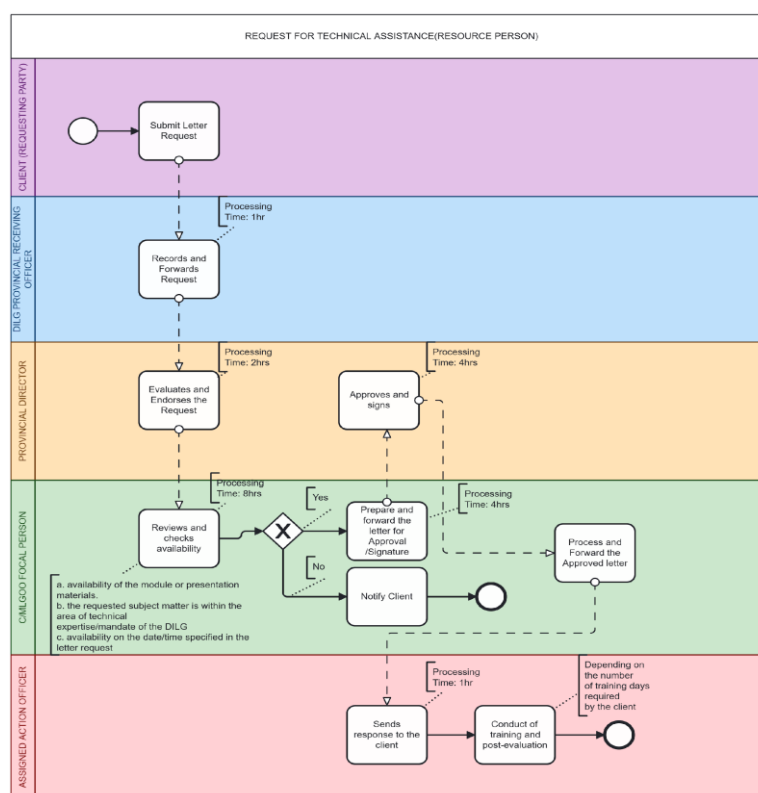 REQUEST FOR TECHNICAL ASSISTANCE(RESOURCE PERSON)
CLIENT (REQUESTING PARTY)
Submit Letter
Request
DILG PROVINCIAL RECEIVING
OFFICER
Processing
Time: 1hr
Records and
Forwards
Request
PROVINCIAL DIRECTOR
Processing
Time: 2hrs
Evaluates and
Endorses the
Request
Processing
Time: 4hrs
Approves and
signs
C/MLGOO FOCAL PERSON
Processing
Time: 8hrs
Reviews and
checks
availability
a. availability of the module or presentation
materials.
b. the requested subject matter is within the
area of technical
expertise/mandate of the DILG
c. availability on the date/time specified in the
letter request
X
Yes
Prepare and
forward the
letter for
Approval
/Signature
Processing
Time: 4hrs
No
Notify Client
Process and
Forward the
Approved letter
ASSIGNED ACTION OFFICER
Processing
Time: 1hr
Sends
response to the
client
Depending on
the number
of training days
required
by the client
Conduct of
training and
post-evaluation